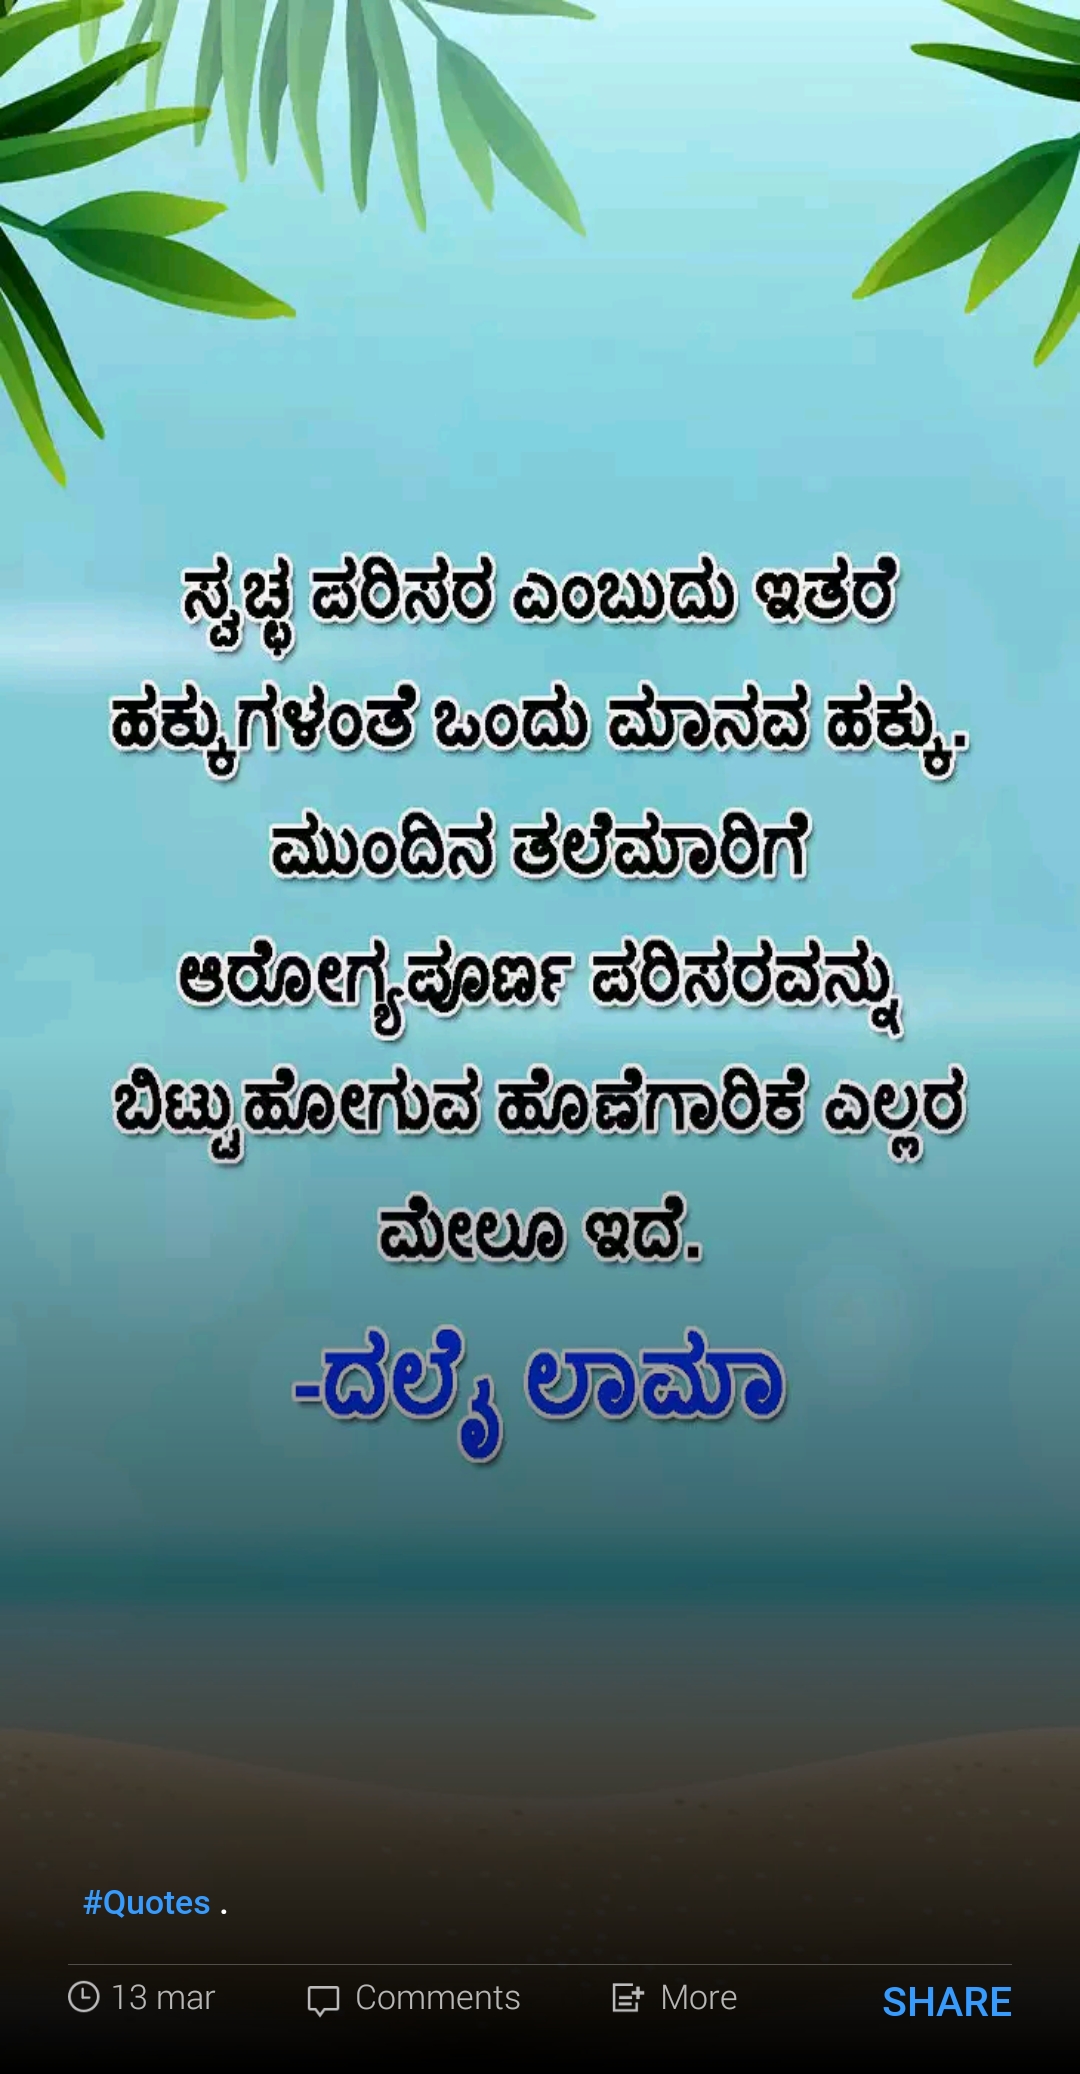 ಸ್ವಚ್ಛ ಪರಿಸರ ಎಂಬುದು ಇತರೆ
ಹಕ್ಕುಗಳಂತೆ ಒಂದು ಮಾನವ ಹಕ್ಕು.
ಮುಂದಿನ ತಲೆಮಾರಿಗೆ
ಆರೋಗ್ಯಪೂರ್ಣ ಪರಿಸರವನ್ನು
ಬಿಟ್ಟುಹೋಗುವ ಹೊಣೆಗಾರಿಕೆ ಎಲ್ಲರ
ಮೇಲೂ ಇದೆ.
-ದಲೈ ಲಾಮಾ
#Quotes .
13 mar Comments More SHARE